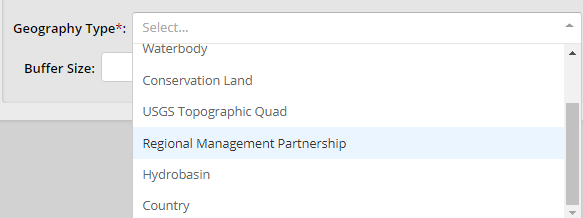 Geography Type*: Select...
Waterbody
Buffer Size:
Conservation Land
USGS Topographic Quad
Regional Management Partnership
Hydrobasin
Country